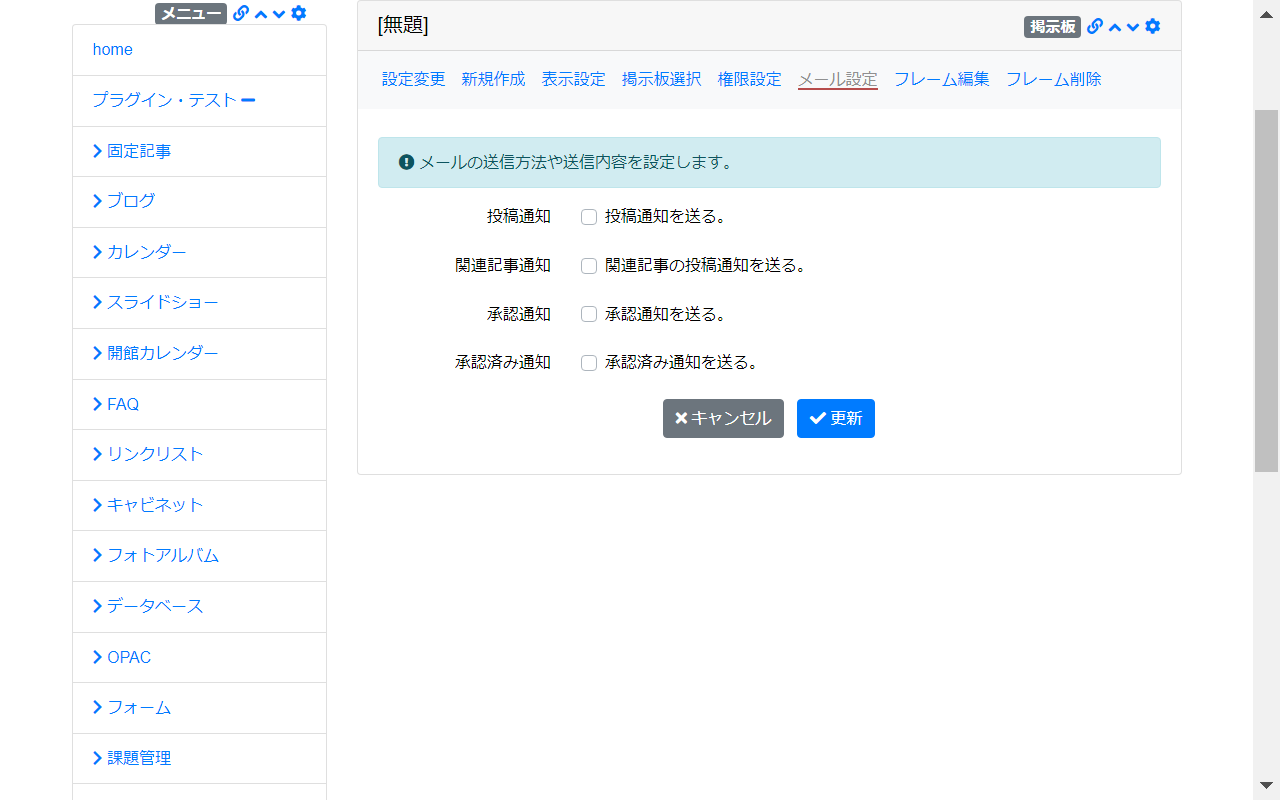 メニュー
home
プラグイン・テスト
固定記事
ブログ
カレンダー
スライドショー
開館カレンダー
FAQ
リンクリスト
キャビネット
フォトアルバム
データベース
OPAC
フォーム
課題管理
[無題]
掲示板
設定変更 新規作成 表示設定 掲示板選択 権限設定 メール設定 フレーム編集 フレーム削除
メールの送信方法や送信内容を設定します。
投稿通知 投稿通知を送る。
関連記事通知 関連記事の投稿通知を送る。
承認通知 承認通知を送る。
承認済み通知 承認済み通知を送る。
キャンセル 更新